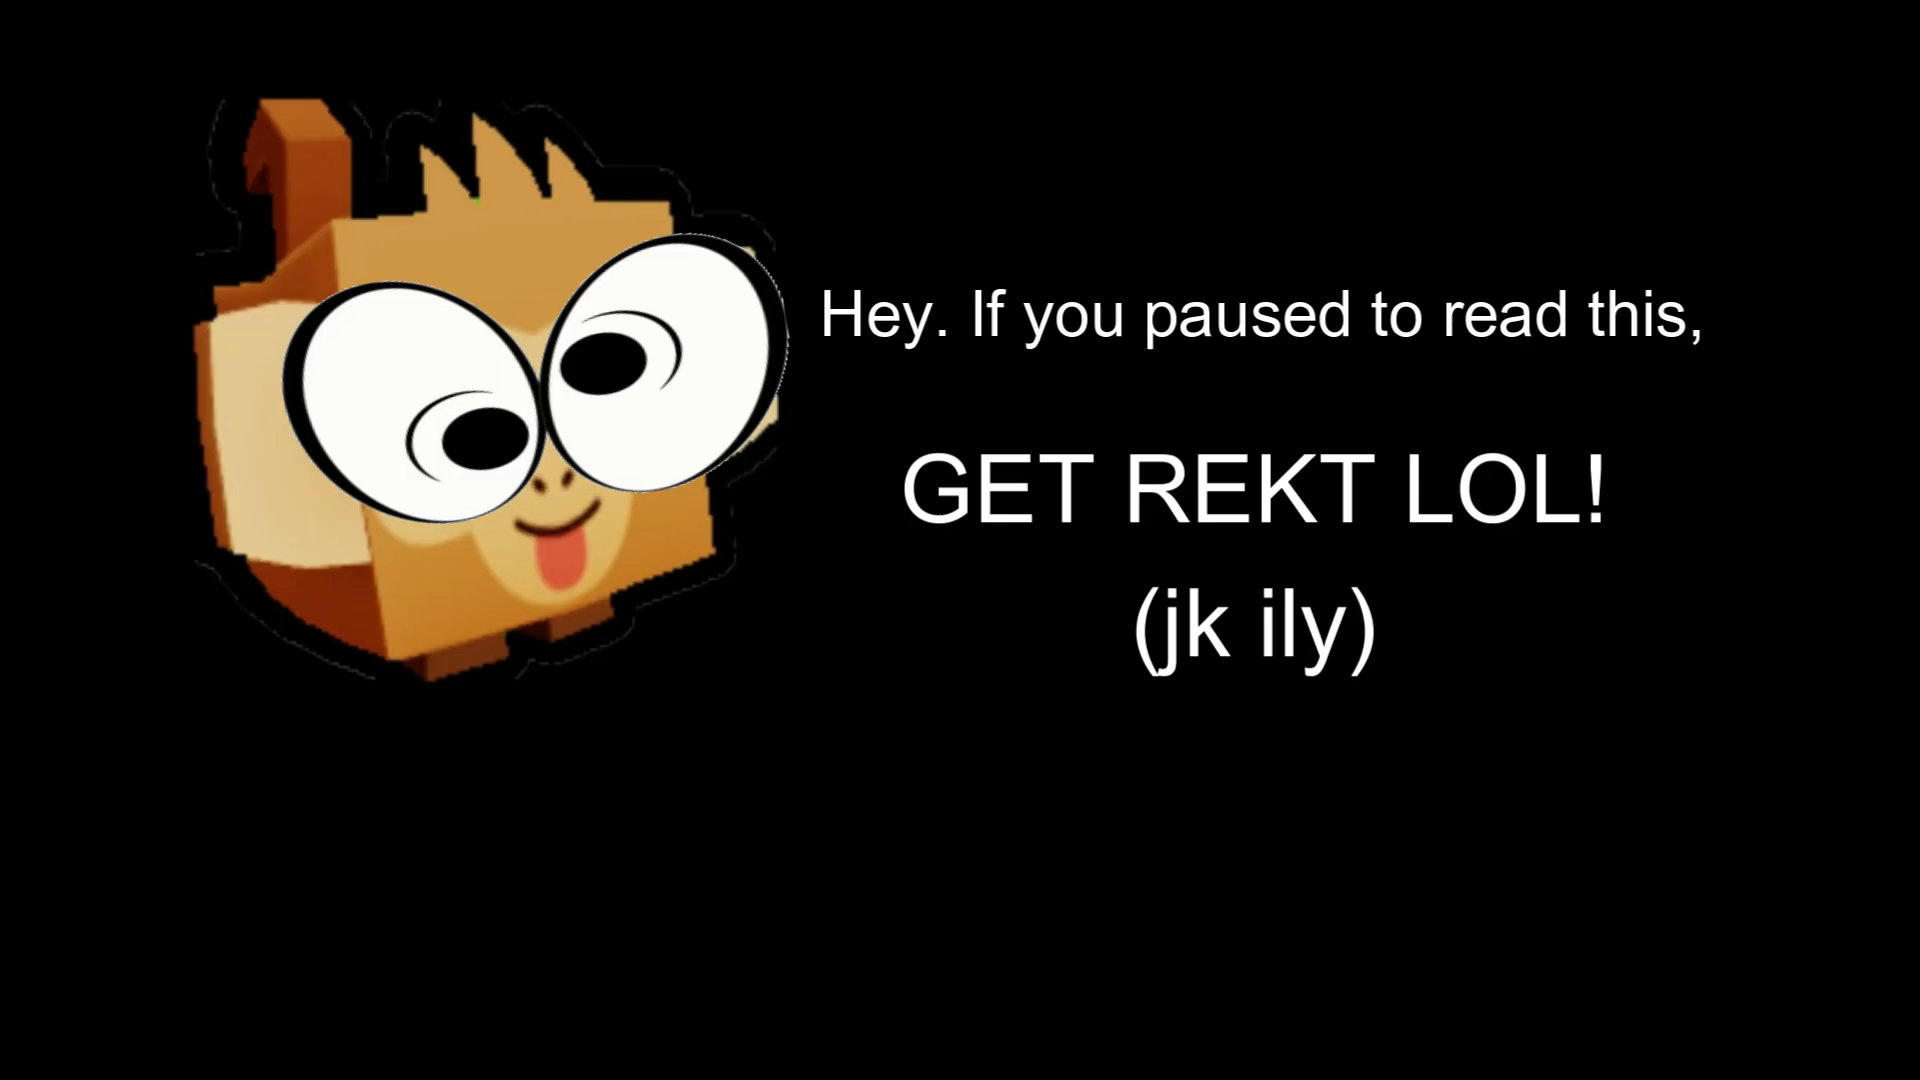 Hey. If you paused to read this,
GET REKT LOL!
(jk ily)